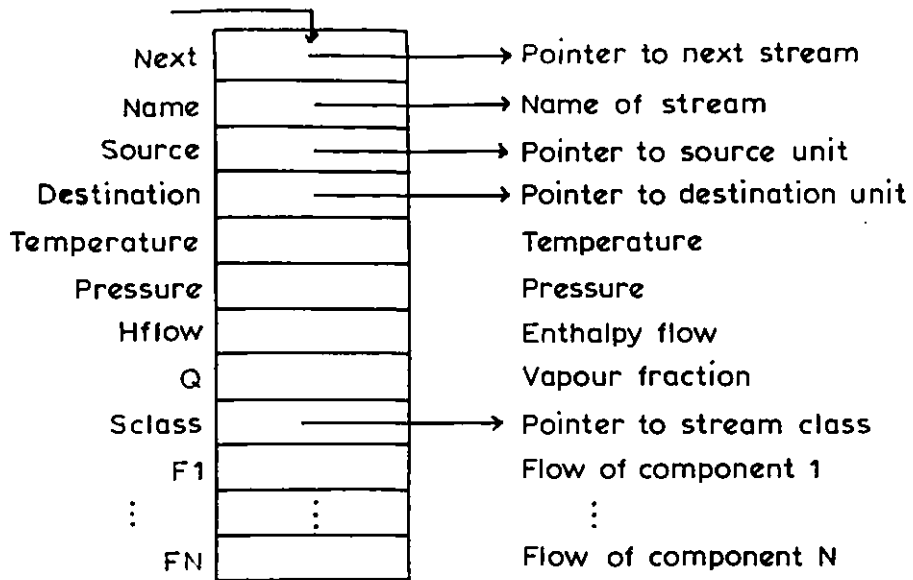 Next Pointer to next stream
Name Name of stream
Source Pointer to source unit
Destination Pointer to destination unit
Temperature Temperature
Pressure Pressure
Hflow Enthalpy flow
Q Vapour fraction
Sclass Pointer to stream class
F1 Flow of component 1
⋮ ⋮ ⋮
FN Flow of component N